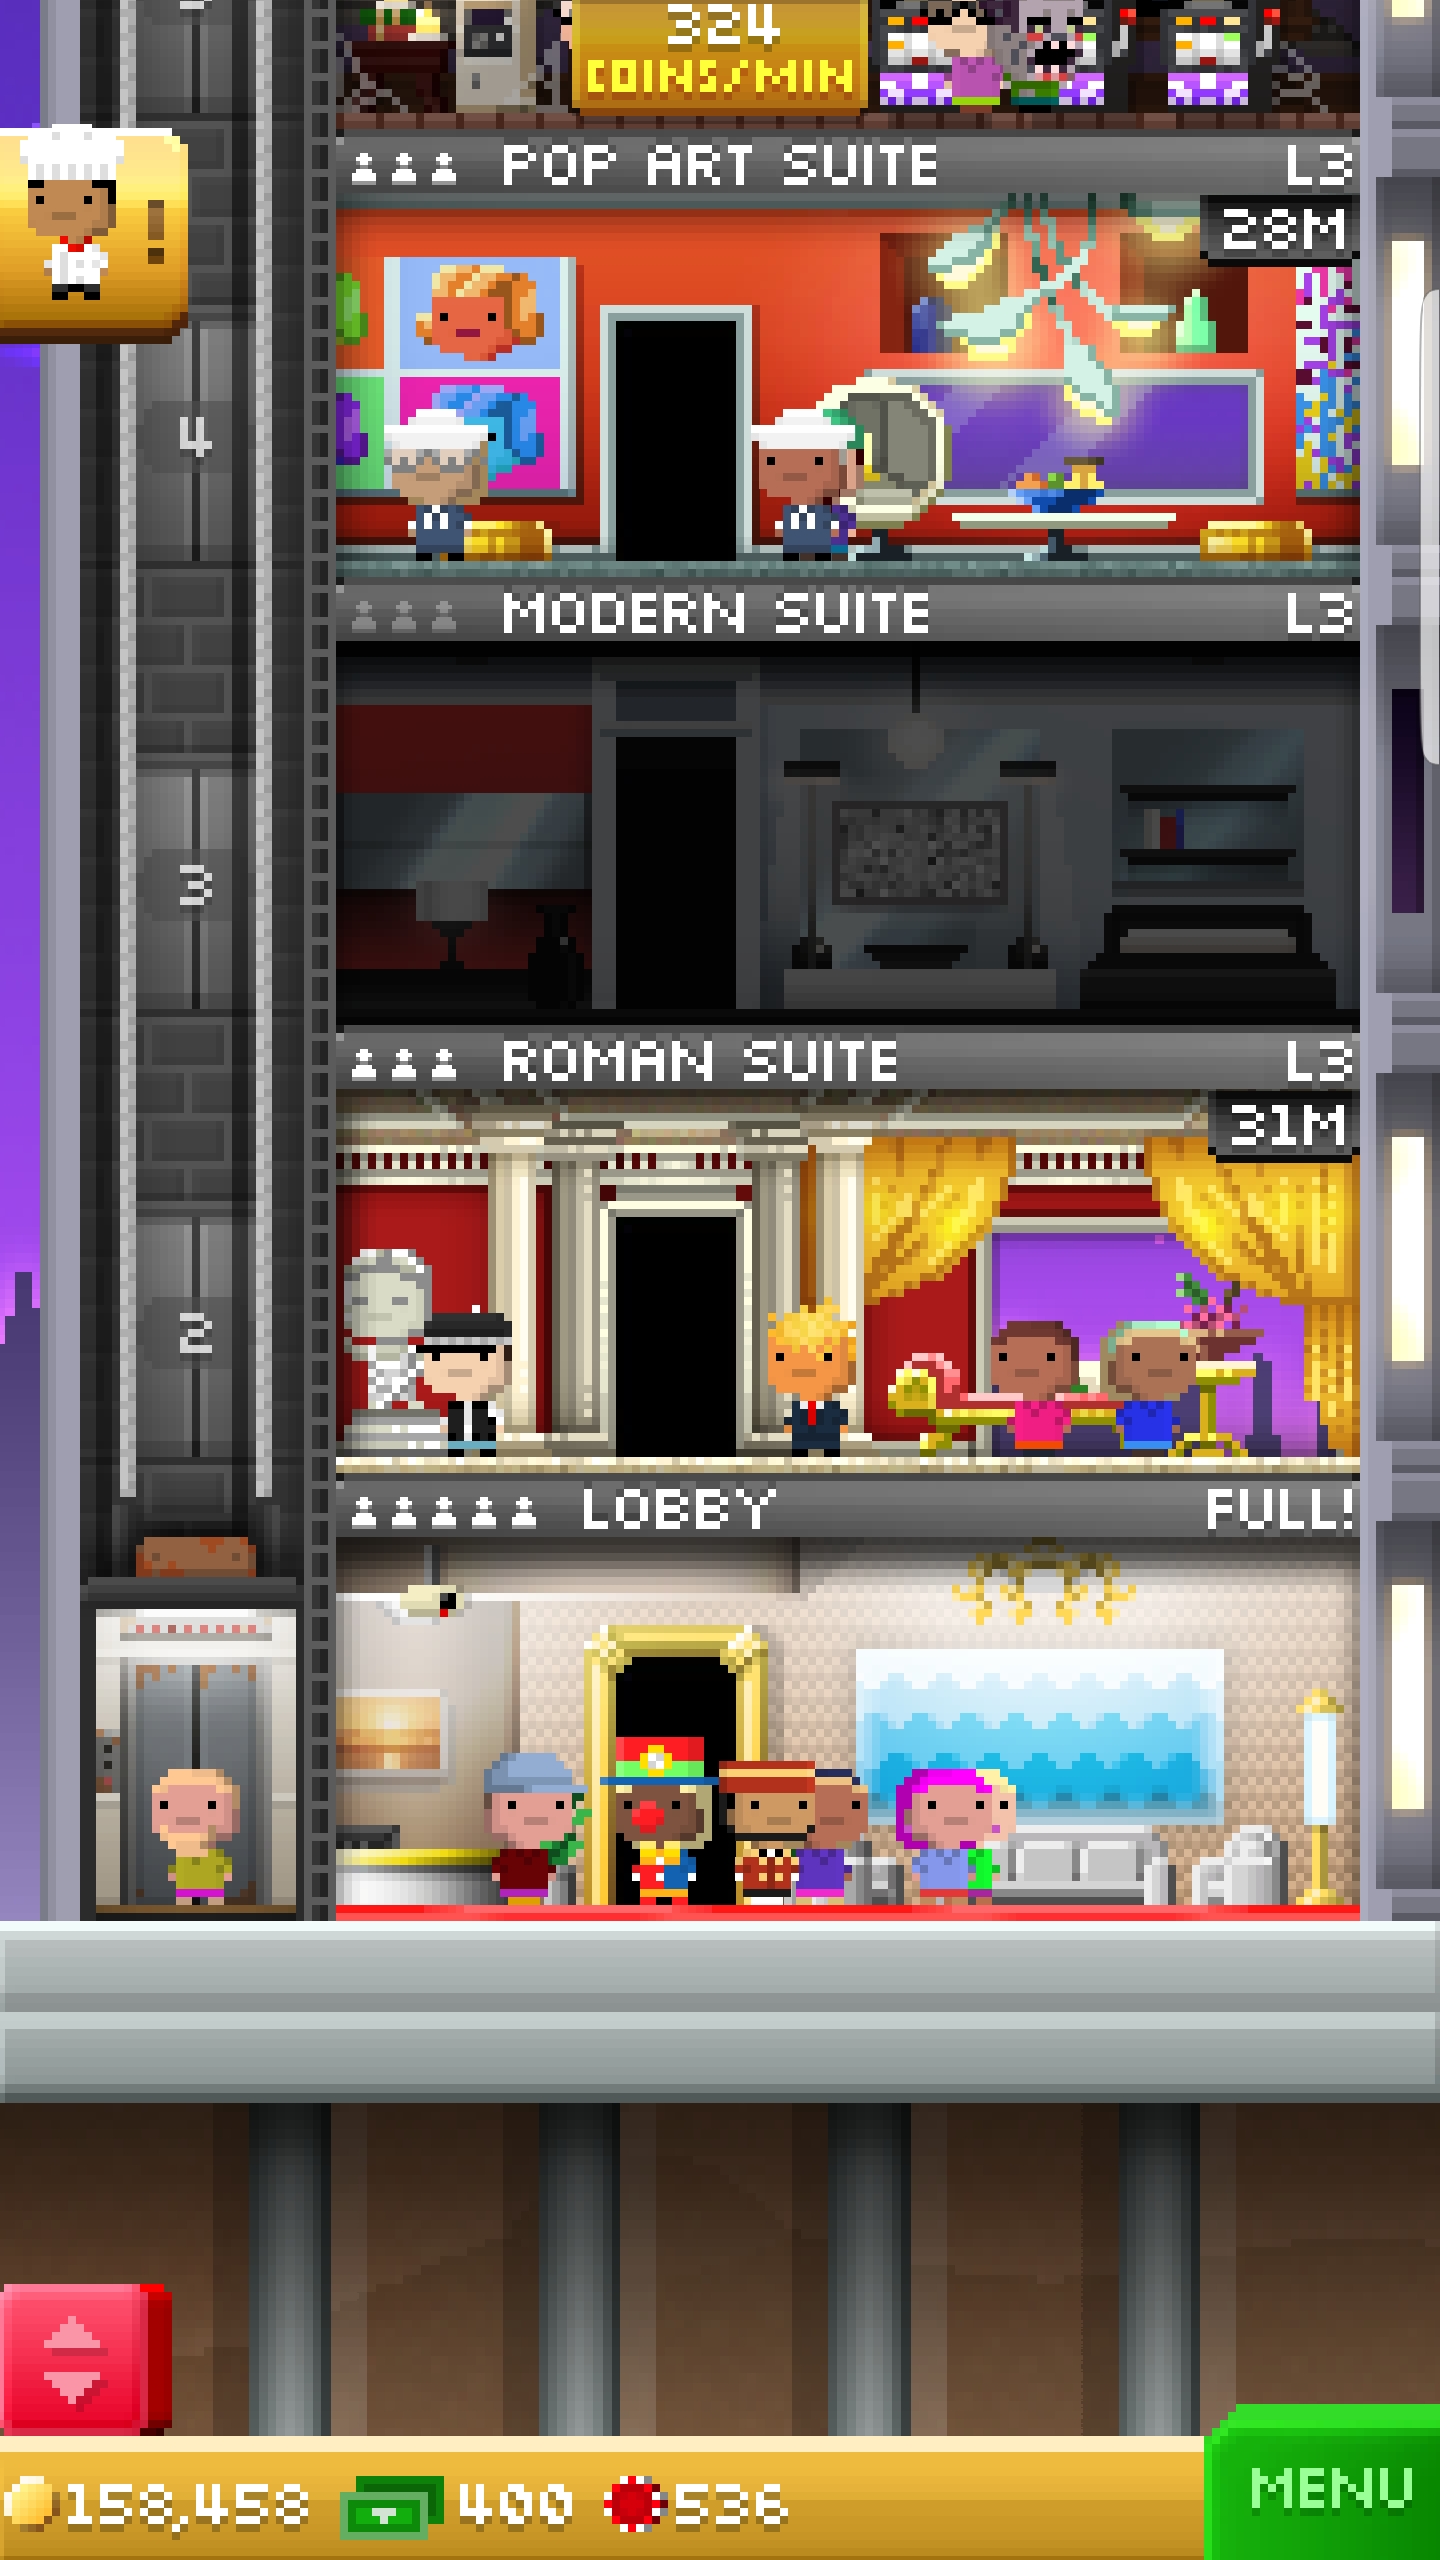 324
COINS/MIN
POP ART SUITE L3
28M
!
4
MODERN SUITE L3
3
ROMAN SUITE L3
31M
2
LOBBY FULL!
158,458 400 536
MENU